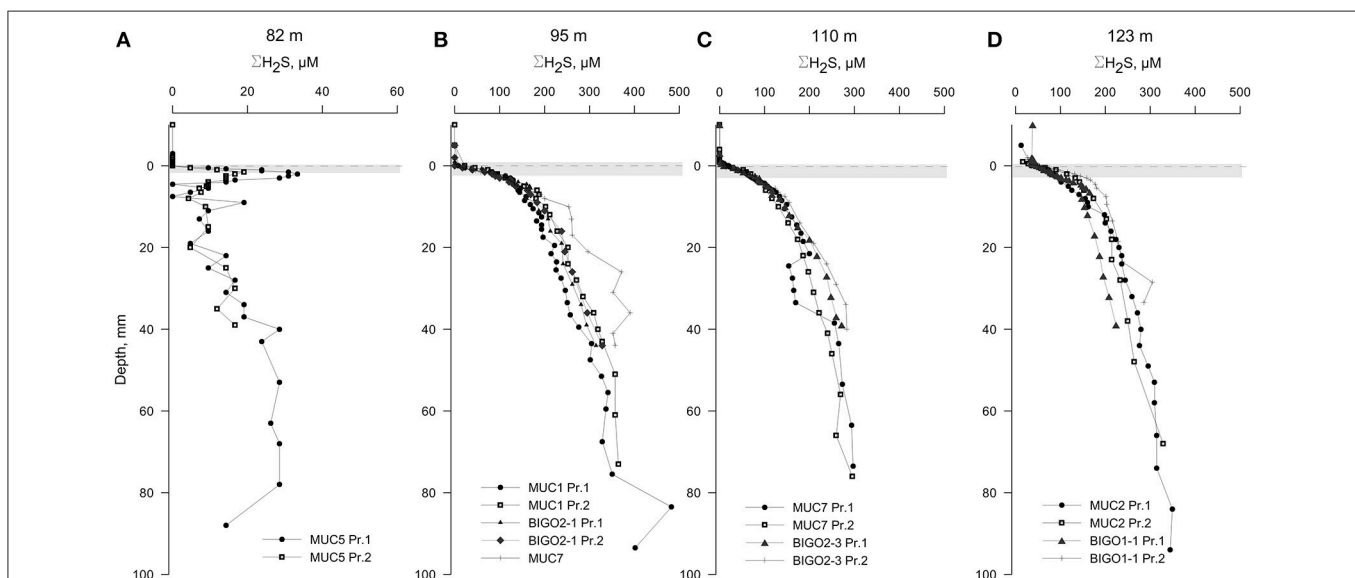 A
82 m
ΣH2S, µM
0 20 40 60
B
95 m
ΣH2S, µM
0 100 200 300 400 500
C
110 m
ΣH2S, µM
0 100 200 300 400 500
D
123 m
ΣH2S, µM
0 100 200 300 400 500
Depth, mm
0
20
40
60
80
100
MUC5 Pr.1
MUC5 Pr.2
0
20
40
60
80
100
MUC1 Pr.1
MUC1 Pr.2
BIGO2-1 Pr.1
BIGO2-1 Pr.2
MUC7
0
20
40
60
80
100
MUC7 Pr.1
MUC7 Pr.2
BIGO2-3 Pr.1
BIGO2-3 Pr.2
0
20
40
60
80
100
MUC2 Pr.1
MUC2 Pr.2
BIGO1-1 Pr.1
BIGO1-1 Pr.2